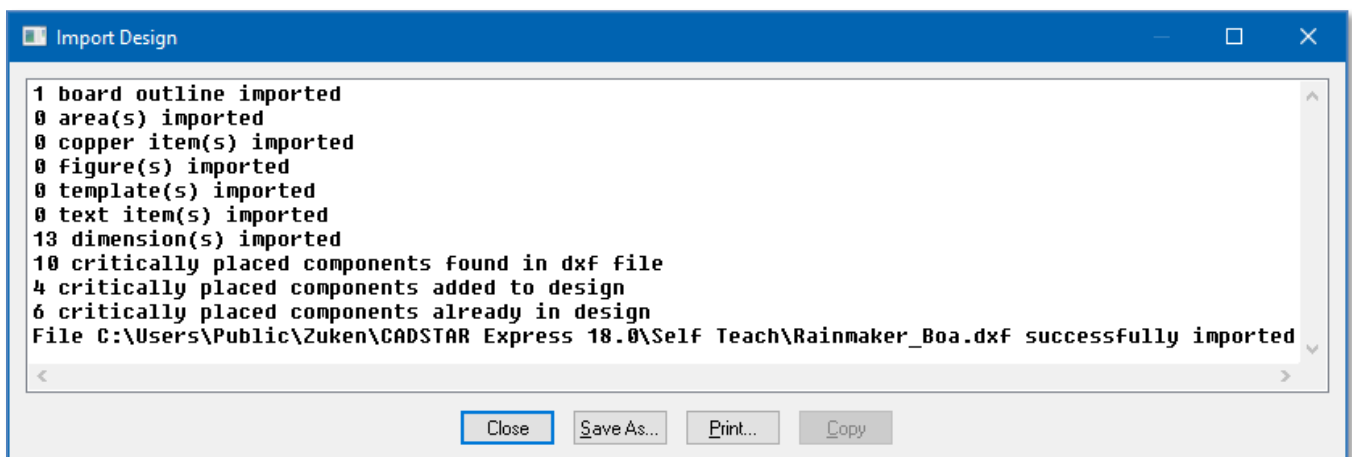 Import Design
1 board outline imported
0 area(s) imported
0 copper item(s) imported
0 figure(s) imported
0 template(s) imported
0 text item(s) imported
13 dimension(s) imported
10 critically placed components found in dxf file
4 critically placed components added to design
6 critically placed components already in design
File C:\Users\Public\Zuken\CADSTAR Express 18.0\Self Teach\Rainmaker_Boa.dxf successfully imported
Close Save As... Print... Copy